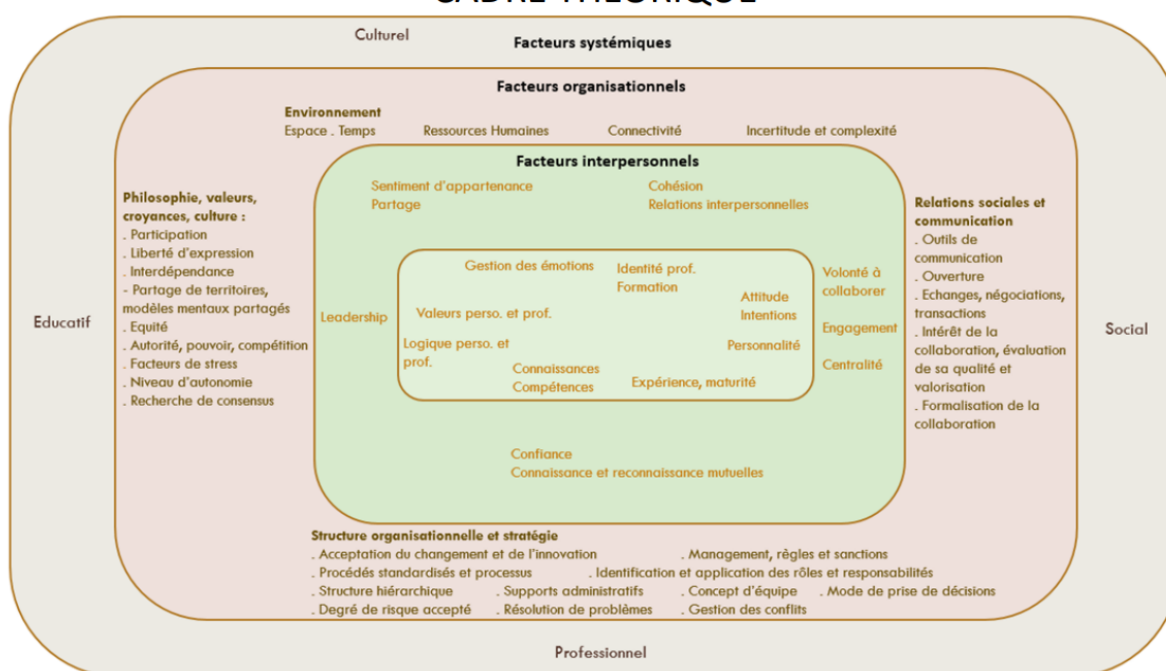 CADRE THEORIQUE
Culturel
Facteurs systémiques
Facteurs organisationnels
Environnement
Espace . Temps
Ressources Humaines
Connectivité
Incertitude et complexité
Facteurs interpersonnels
Sentiment d'appartenance
Partage
Cohésion
Relations interpersonnelles
Philosophie, valeurs,
croyances, culture :
. Participation
. Liberté d'expression
. Interdépendance
- Partage de territoires,
modèles mentaux partagés
. Equité
. Autorité, pouvoir, compétition
. Facteurs de stress
. Niveau d'autonomie
. Recherche de consensus
Educatif
Leadership
Gestion des émotions
Identité prof.
Formation
Valeurs perso. et prof.
Attitude
Intentions
Logique perso. et
prof.
Personnalité
Connaissances
Compétences
Expérience, maturité
Volonté à
collaborer
Engagement
Centralité
Relations sociales et
communication
. Outils de
communication
. Ouverture
. Echanges, négociations,
transactions
. Intérêt de la
collaboration, évaluation
de sa qualité et
valorisation
. Formalisation de la
collaboration
Social
Confiance
Connaissance et reconnaissance mutuelles
Structure organisationnelle et stratégie
. Acceptation du changement et de l'innovation
. Management, règles et sanctions
. Procédés standardisés et processus
. Identification et application des rôles et responsabilités
. Structure hiérarchique
. Supports administratifs
. Concept d'équipe
. Mode de prise de décisions
. Degré de risque accepté
. Résolution de problèmes
. Gestion des conflits
Professionnel